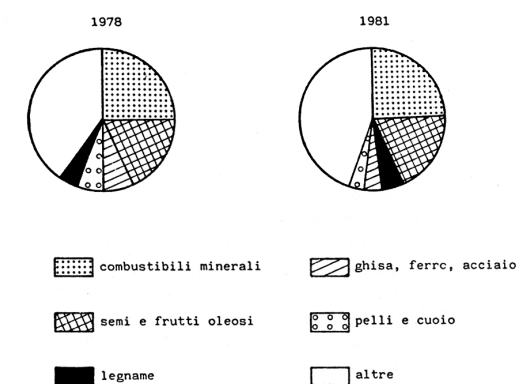 1978 1981
combustibili minerali ghisa, ferrc, acciaio
semi e frutti oleosi pelli e cuoio
legname altre